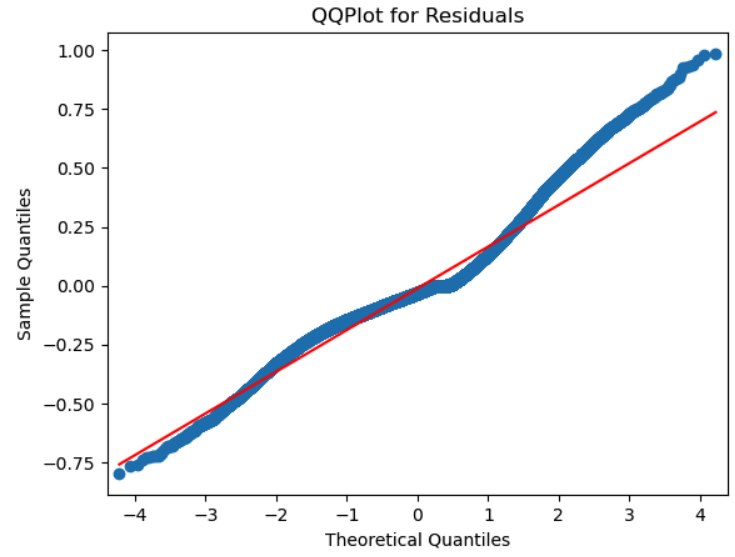 QQPlot for Residuals
1.00
0.75
0.50
0.25
0.00
−0.25
−0.50
−0.75
Sample Quantiles
−4 −3 −2 −1 0 1 2 3 4
Theoretical Quantiles